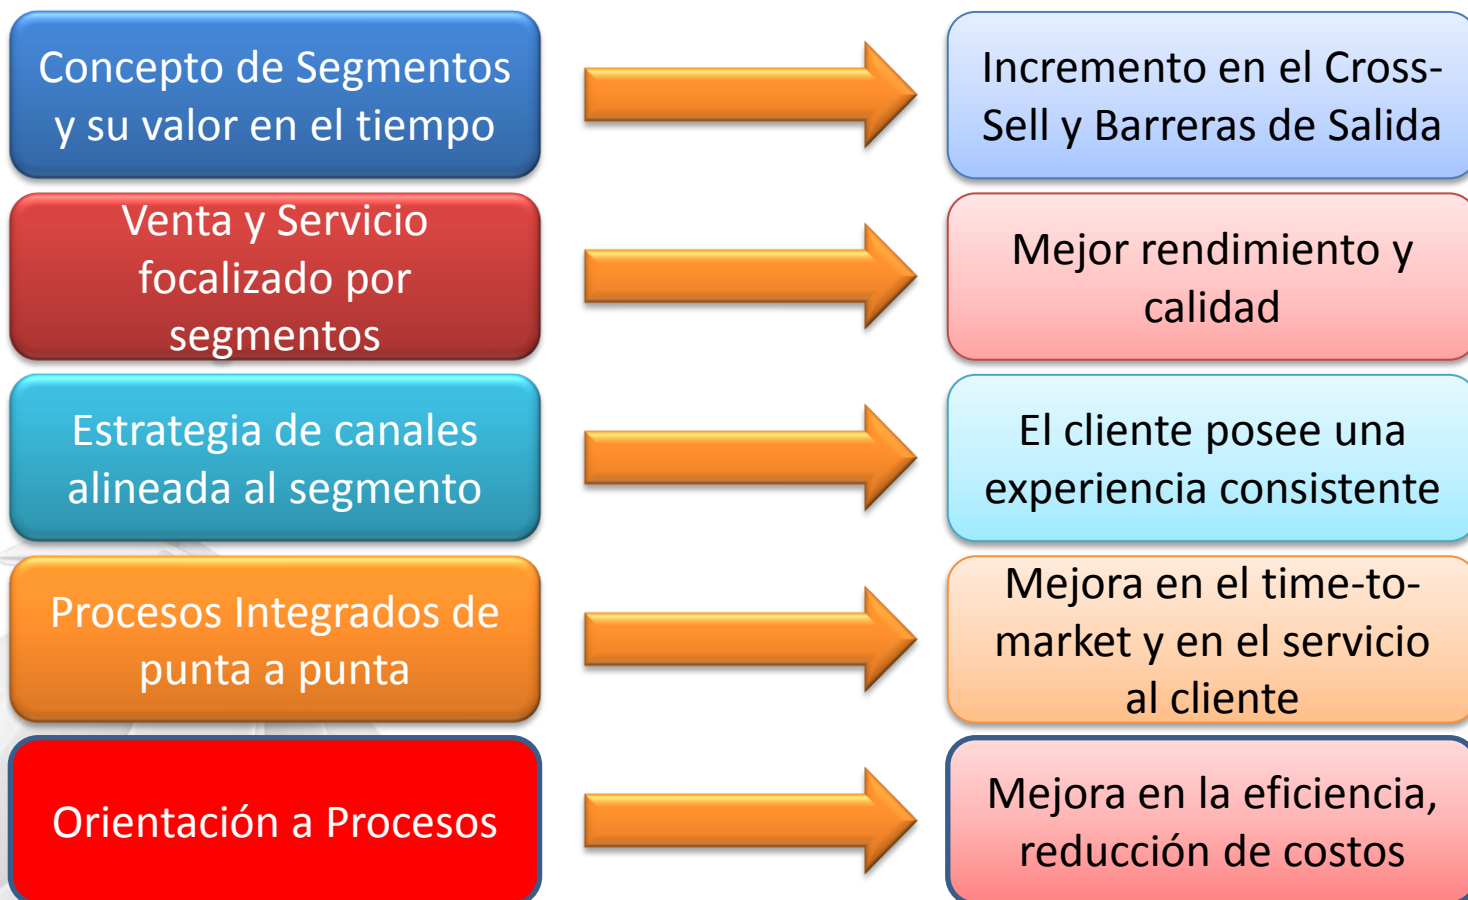 Concepto de Segmentos
y su valor en el tiempo
Incremento en el Cross-
Sell y Barreras de Salida
Venta y Servicio
focalizado por
segmentos
Mejor rendimiento y
calidad
Estrategia de canales
alineada al segmento
El cliente posee una
experiencia consistente
Procesos Integrados de
punta a punta
Mejora en el time-to-
market y en el servicio
al cliente
Orientación a Procesos
Mejora en la eficiencia,
reducción de costos